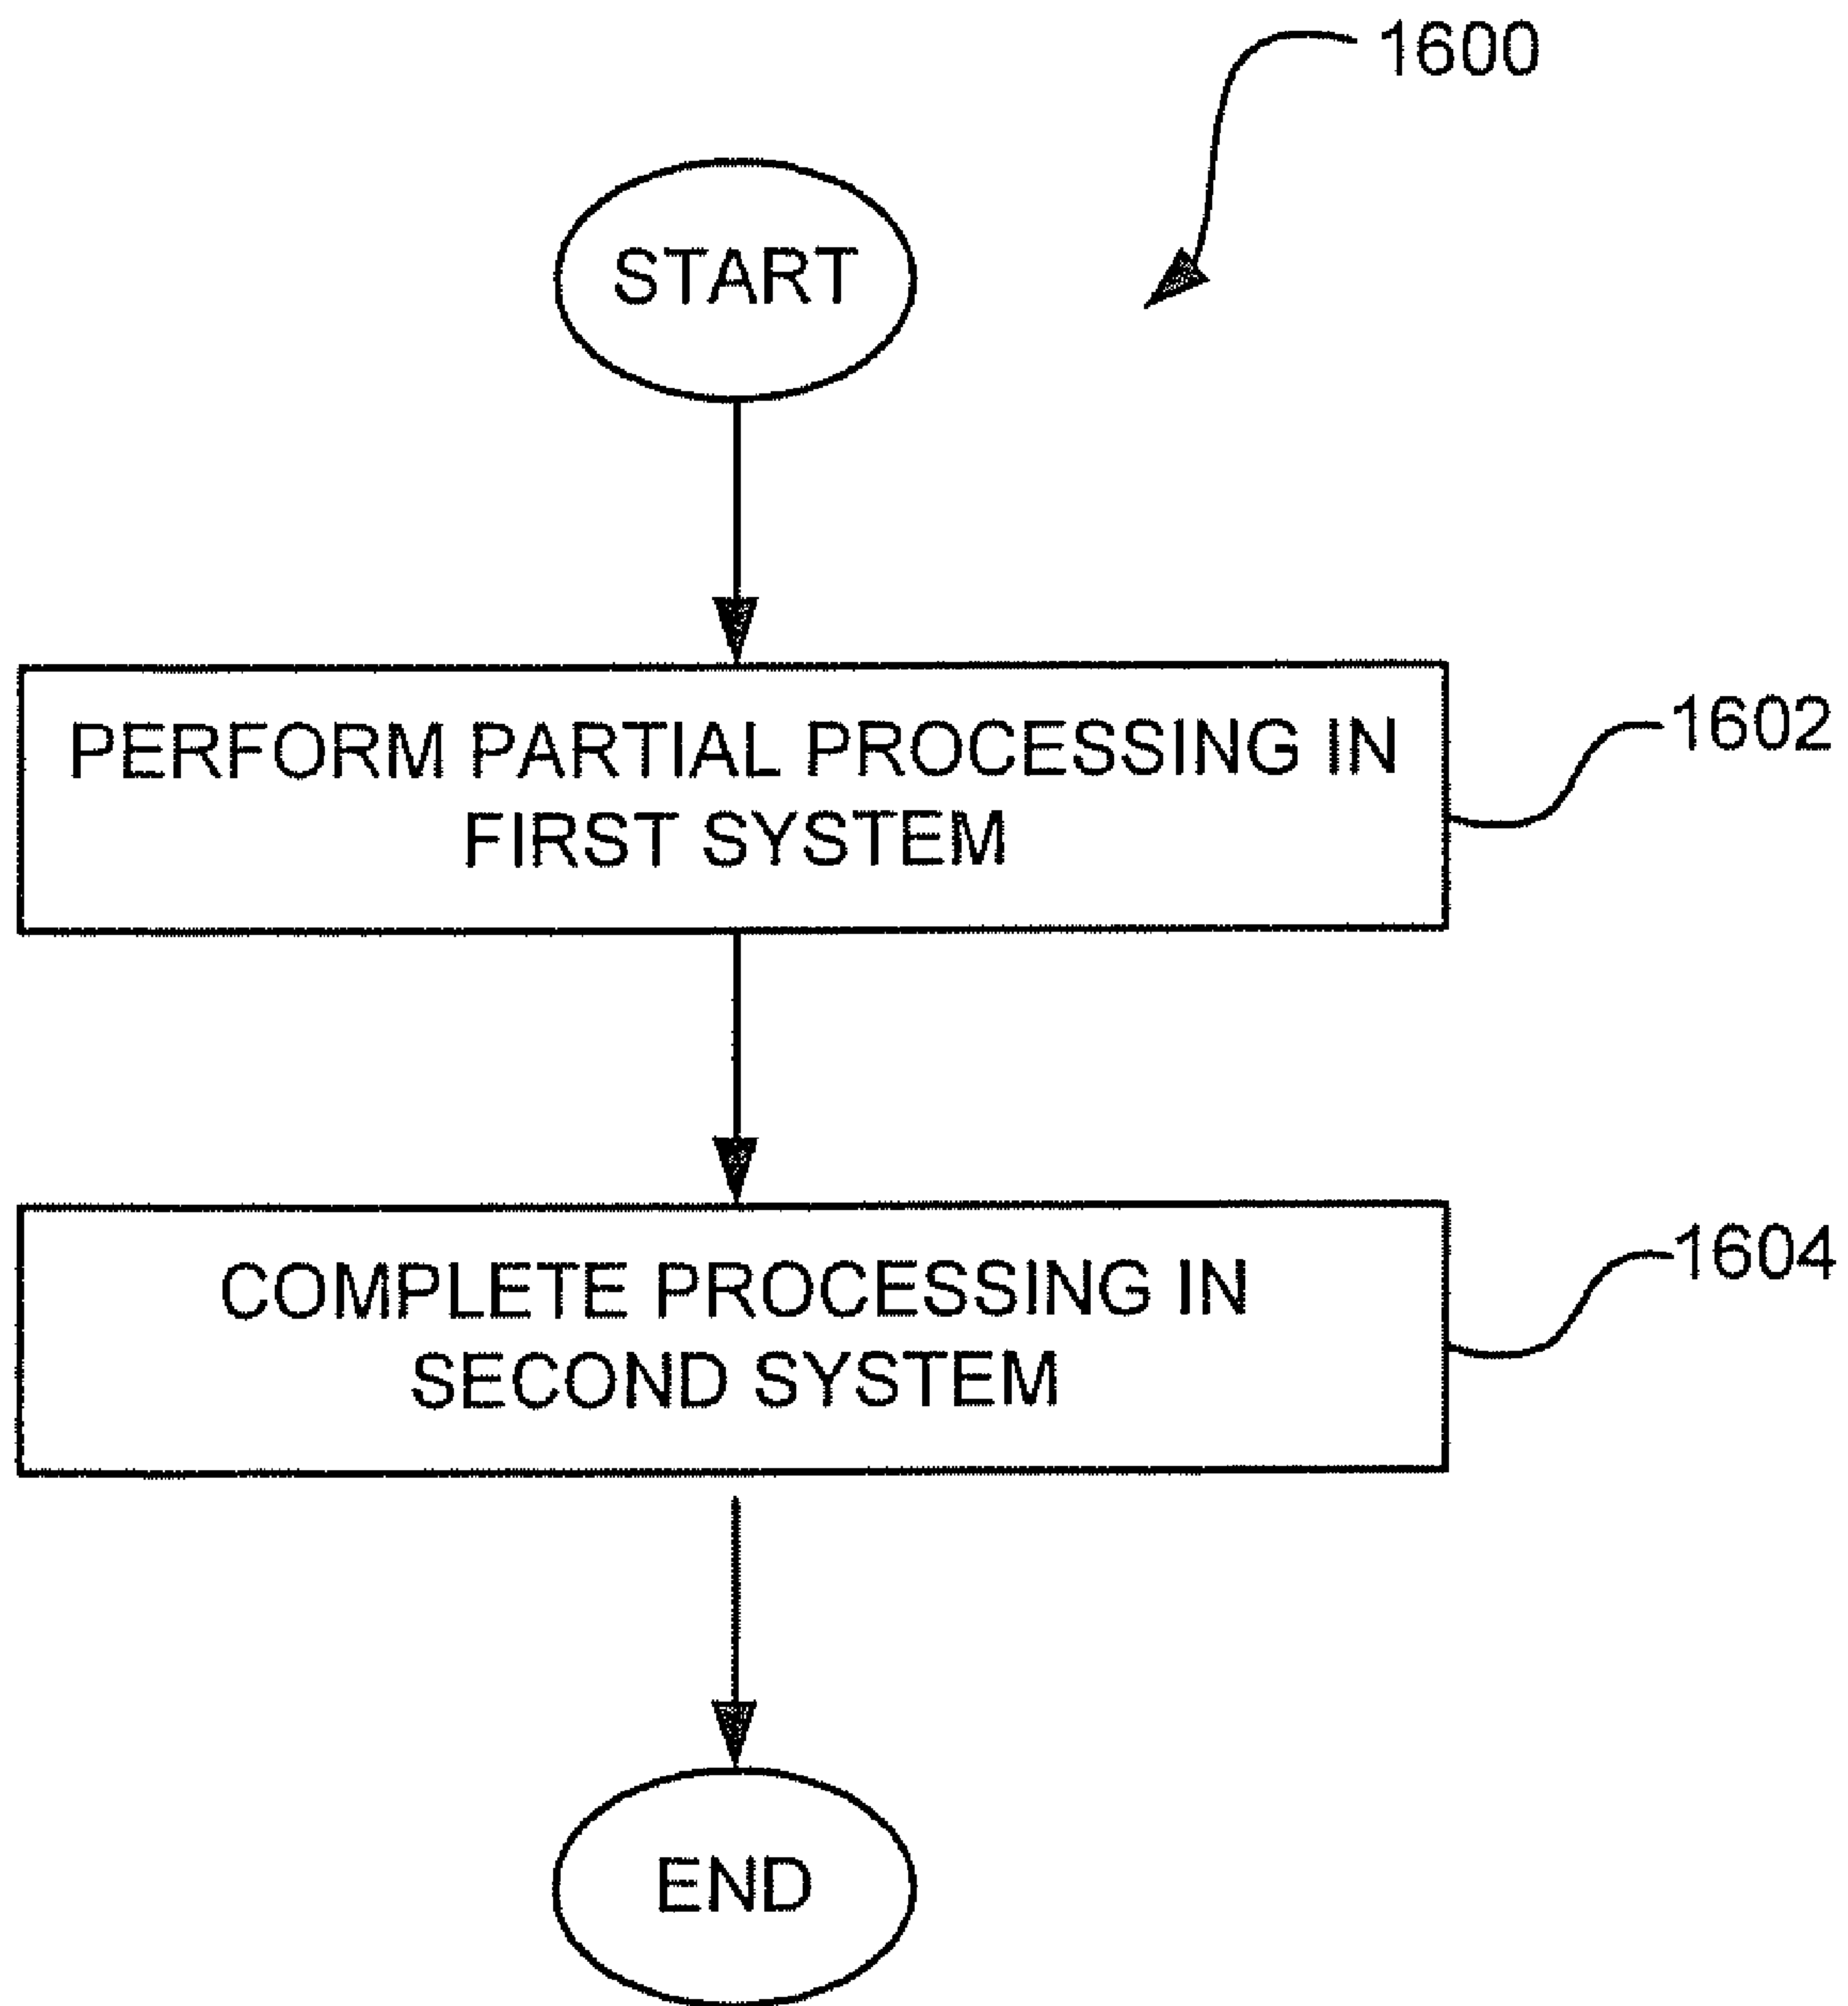 1600
START
PERFORM PARTIAL PROCESSING IN
FIRST SYSTEM
1602
COMPLETE PROCESSING IN
SECOND SYSTEM
1604
END